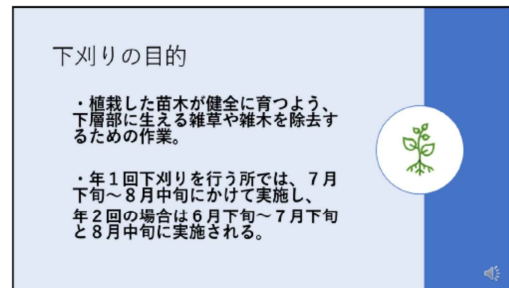 下刈りの目的
・植栽した苗木が健全に育つよう、
下層部に生える雑草や雑木を除去す
るための作業。
・年１回下刈りを行う所では、７月
下旬～８月中旬にかけて実施し、
年２回の場合は６月下旬～７月下旬
と８月中旬に実施される。